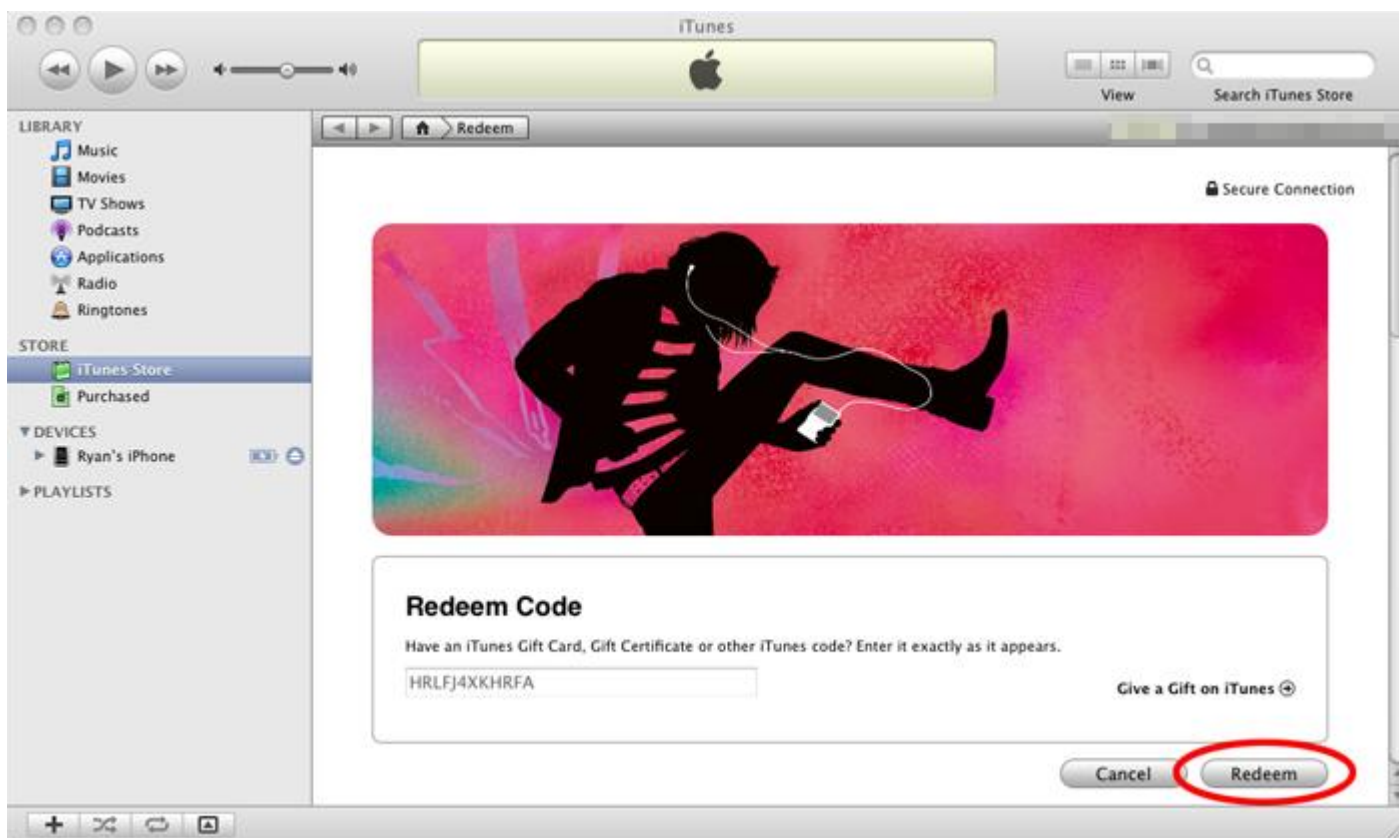 iTunes
View
Search iTunes Store
Redeem
LIBRARY
Music
Movies
TV Shows
Podcasts
Applications
Radio
Ringtones
STORE
iTunes Store
Purchased
DEVICES
Ryan's iPhone
PLAYLISTS
Secure Connection
Redeem Code
Have an iTunes Gift Card, Gift Certificate or other iTunes code? Enter it exactly as it appears.
HRLFJ4XKHRFA
Give a Gift on iTunes
Cancel Redeem